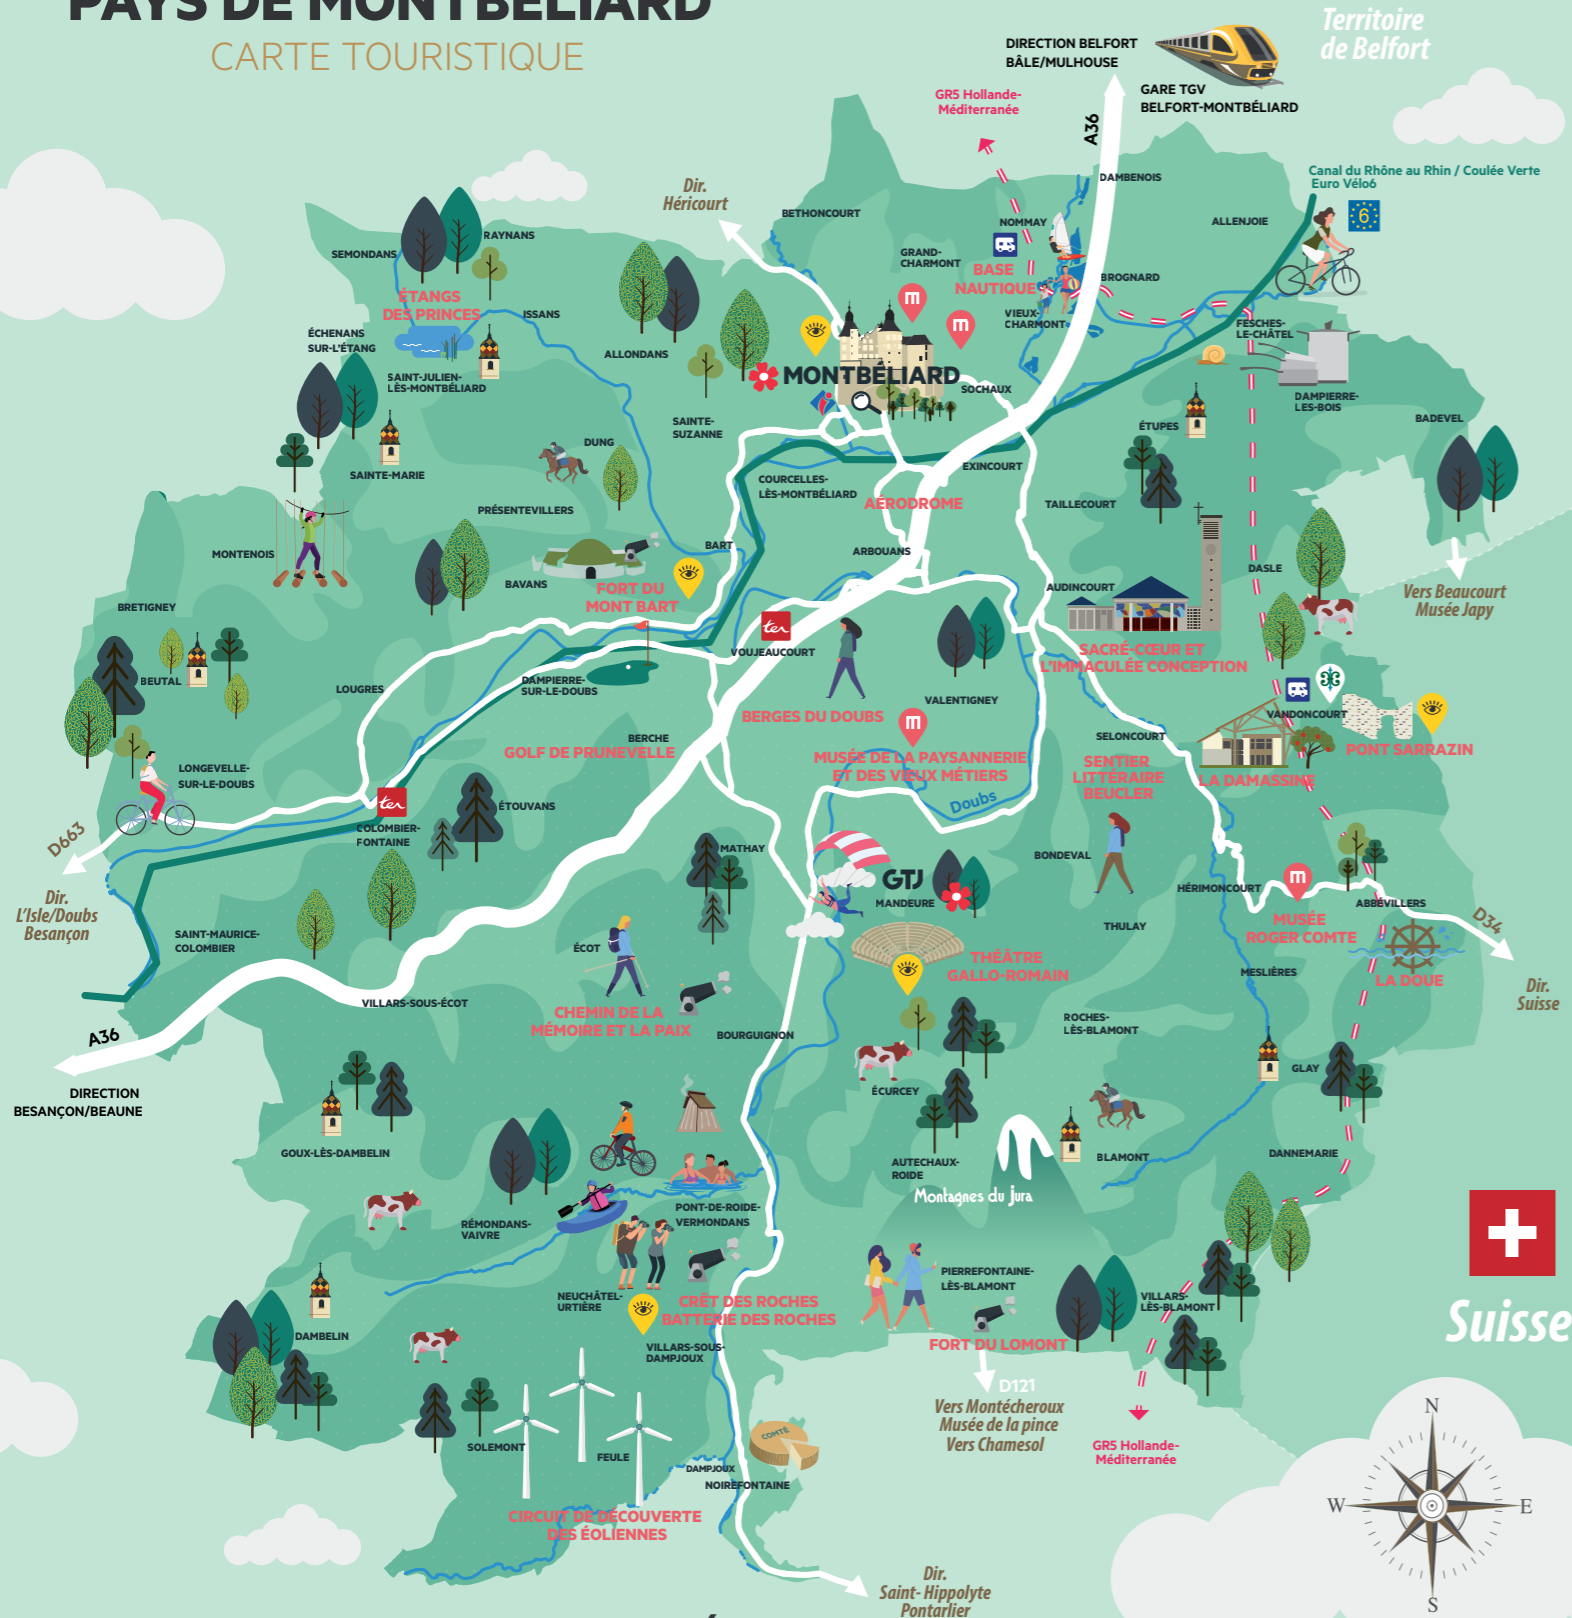 PAYS DE MONTBÉLIARD
CARTE TOURISTIQUE
Territoire
de Belfort
DIRECTION BELFORT
BÂLE/MULHOUSE
GARE TGV
BELFORT-MONTBÉLIARD
GR5 Hollande-
Méditerranée
A36
Canal du Rhône au Rhin / Coulée Verte
Euro Vélo6
6
Dir.
Héricourt
DAMBENOIS
BETHONCOURT
NOMMAY
ALLENJOIE
RAYNANS
SEMONDANS
GRAND-
CHARMONT
BASE
NAUTIQUE
BROGNARD
ÉTANGS
DES PRINCES
ISSANS
m
m
VIEUX-
CHARMONT
FESCHES-
LE-CHÂTEL
ÉCHENANS
SUR-L'ÉTANG
ALLONDANS
SAINT-JULIEN-
LÈS-MONTBÉLIARD
MONTBÉLIARD
SOCHAUX
DAMPIERRE-
LES-BOIS
BADEVEL
SAINTE-
SUZANNE
ÉTUPES
DUNG
SAINTE-MARIE
EXINCOURT
COURCELLES-
LÈS-MONTBÉLIARD
AÉRODROME
TAILLECOURT
PRÉSENTEVILLERS
MONTENOIS
BART
ARBOUANS
DASLE
BAVANS
FORT DU
MONT BART
AUDINCOURT
Vers Beaucourt
Musée Japy
BRETIGNEY
ter
VOUJEAUCOURT
SACRÉ-CŒUR ET
L'IMMACULÉE CONCEPTION
BEUTAL
LOUGRES
DAMPIERRE-
SUR-LE-DOUBS
VALENTIGNEY
VANDONCOURT
BERGES DU DOUBS
m
BERCHE
GOLF DE PRUNEVELLE
SELONCOURT
PONT SARRAZIN
MUSÉE DE LA PAYSANNERIE
ET DES VIEUX MÉTIERS
SENTIER
LITTÉRAIRE
BEUCLER
LA DAMASSINE
LONGEVELLE-
SUR-LE-DOUBS
ter
ÉTOUVANS
Doubs
COLOMBIER-
FONTAINE
D663
MATHAY
BONDEVAL
GTJ
MANDEURE
HÉRIMONCOURT
m
ABBÉVILLERS
Dir.
L'Isle/Doubs
Besançon
MUSÉE
ROGER COMTE
D34
THULAY
SAINT-MAURICE-
COLOMBIER
ÉCOT
THÉÂTRE
GALLO-ROMAIN
MESLIÈRES
LA DOUE
Dir.
Suisse
VILLARS-SOUS-ÉCOT
CHEMIN DE LA
MÉMOIRE ET LA PAIX
BOURGUIGNON
ROCHES-
LÈS-BLAMONT
A36
GLAY
DIRECTION
BESANÇON/BEAUNE
ÉCURCEY
GOUX-LÈS-DAMBELIN
AUTECHAUX-
ROIDE
BLAMONT
DANNEMARIE
Montagnes du Jura
PONT-DE-ROIDE-
VERMONDANS
RÉMONDANS-
VAIVRE
PIERREFONTAINE-
LÈS-BLAMONT
NEUCHÂTEL-
URTIÈRE
CRÊT DES ROCHES
BATTERIE DES ROCHES
VILLARS-
LÈS-BLAMONT
Suisse
DAMBELIN
VILLARS-SOUS-
DAMPJOUX
FORT DU LOMONT
D121
Vers Montécheroux
Musée de la pince
Vers Chamesol
GR5 Hollande-
Méditerranée
COMTÉ
SOLEMONT
FEULE
DAMPJOUX
NOIREFONTAINE
CIRCUIT DE DÉCOUVERTE
DES ÉOLIENNES
N
W
E
S
Dir.
Saint- Hippolyte
Pontarlier